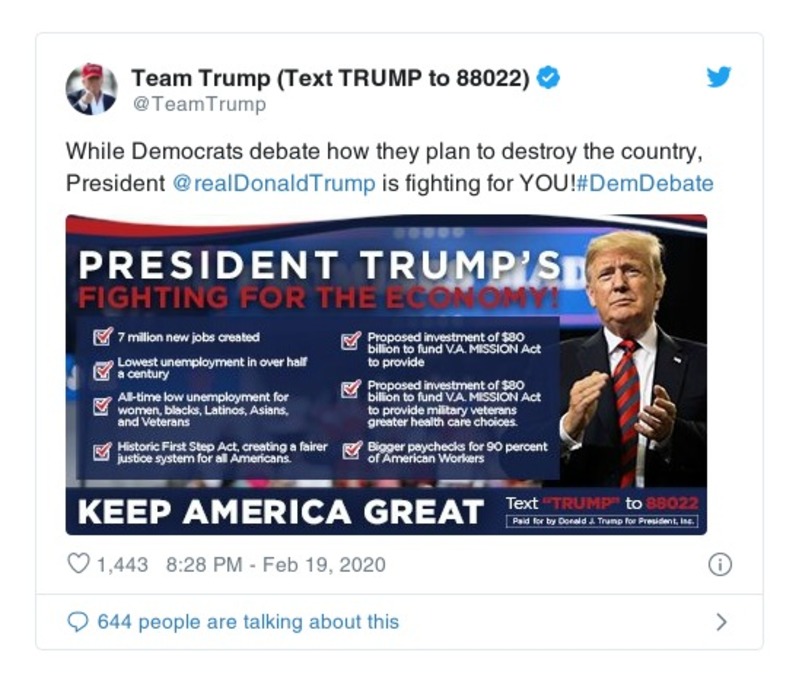 Team Trump (Text TRUMP to 88022)
@TeamTrump
While Democrats debate how they plan to destroy the country,
President @realDonaldTrump is fighting for YOU!#DemDebate
PRESIDENT TRUMP'S
FIGHTING FOR THE ECONOMY!
7 million new jobs created
Lowest unemployment in over half
a century
All-time low unemployment for
women, blacks, Latinos, Asians,
and Veterans
Historic First Step Act, creating a fairer
justice system for all Americans.
Proposed investment of $80
billion to fund V.A. MISSION Act
to provide
Proposed investment of $80
billion to fund V.A. MISSION Act
to provide military veterans
greater health care choices.
Bigger paychecks for 90 percent
of American Workers
KEEP AMERICA GREAT
Text "TRUMP" to 88022
Paid for by Donald J. Trump for President, Inc.
1,443 8:28 PM - Feb 19, 2020
644 people are talking about this